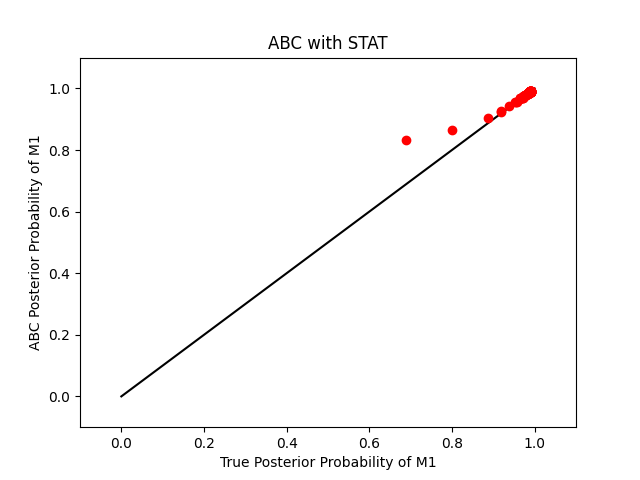 ABC with STAT
ABC Posterior Probability of M1
1.0
0.8
0.6
0.4
0.2
0.0
0.0 0.2 0.4 0.6 0.8 1.0
True Posterior Probability of M1